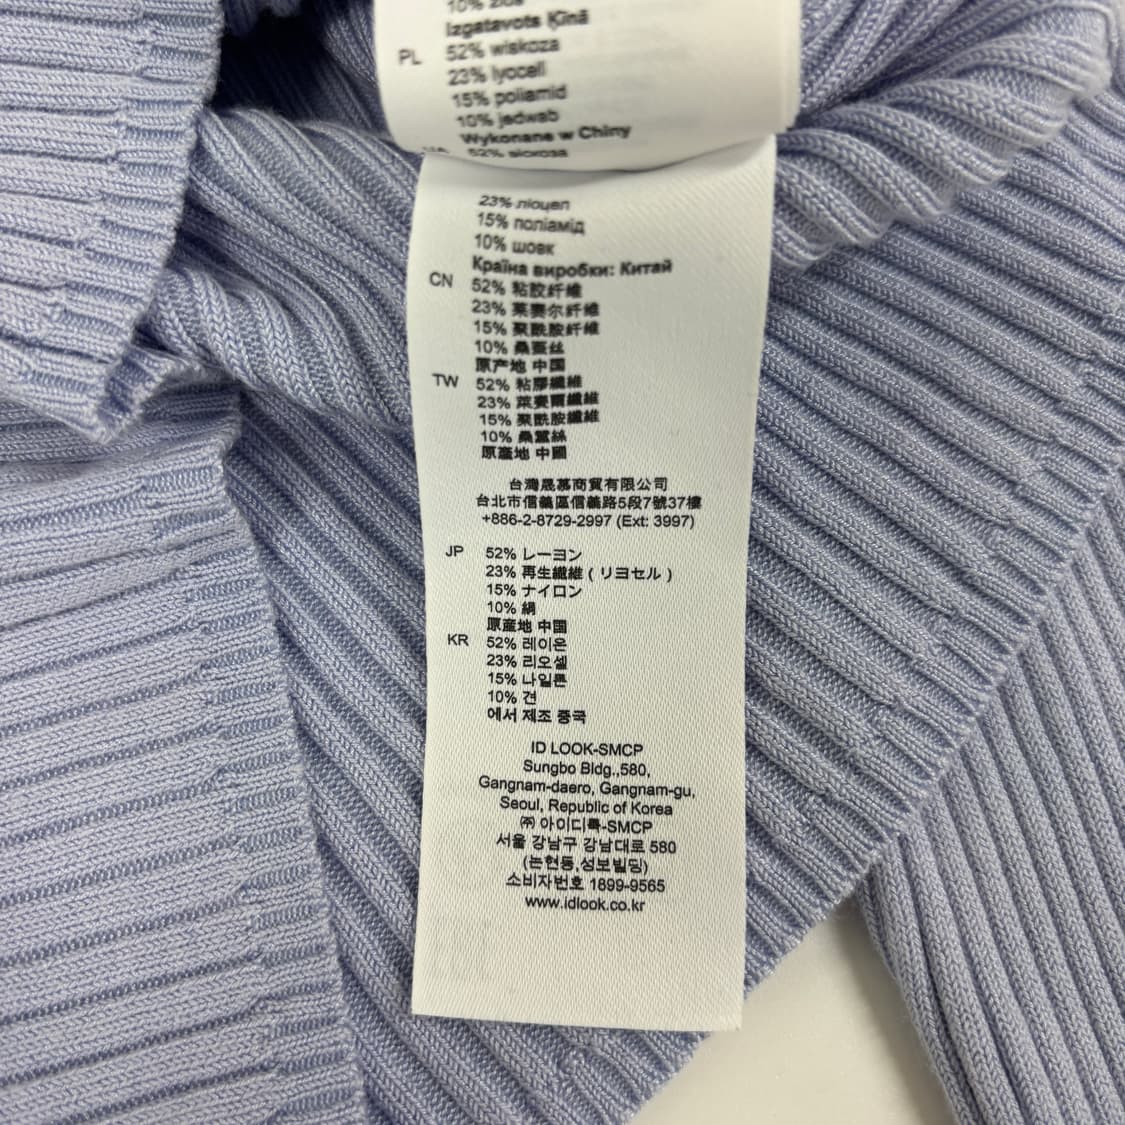 10% zīds
Izgatavots Ķīnā
PL 52% wiskoza
23% lyocell
15% poliamid
10% jedwab
Wykonane w Chiny
52% віскоза
23% ліоцел
15% поліамід
10% шовк
Країна виробки: Китай
CN 52% 粘胶纤维
23% 莱赛尔纤维
15% 聚酰胺纤维
10% 桑蚕丝
原产地 中国
TW 52% 粘膠纖維
23% 萊賽爾纖維
15% 聚酰胺纖維
10% 桑蠶絲
原產地 中國
台灣晟慕商貿有限公司
台北市信義區信義路5段7號37樓
+886-2-8729-2997 (Ext: 3997)
JP 52% レーヨン
23% 再生繊維 ( リヨセル )
15% ナイロン
10% 絹
原産地 中国
KR 52% 레이온
23% 리오셀
15% 나일론
10% 견
에서 제조 중국
ID LOOK-SMCP
Sungbo Bldg.,580,
Gangnam-daero, Gangnam-gu,
Seoul, Republic of Korea
㈜ 아이디룩-SMCP
서울 강남구 강남대로 580
(논현동,성보빌딩)
소비자번호 1899-9565
www.idlook.co.kr